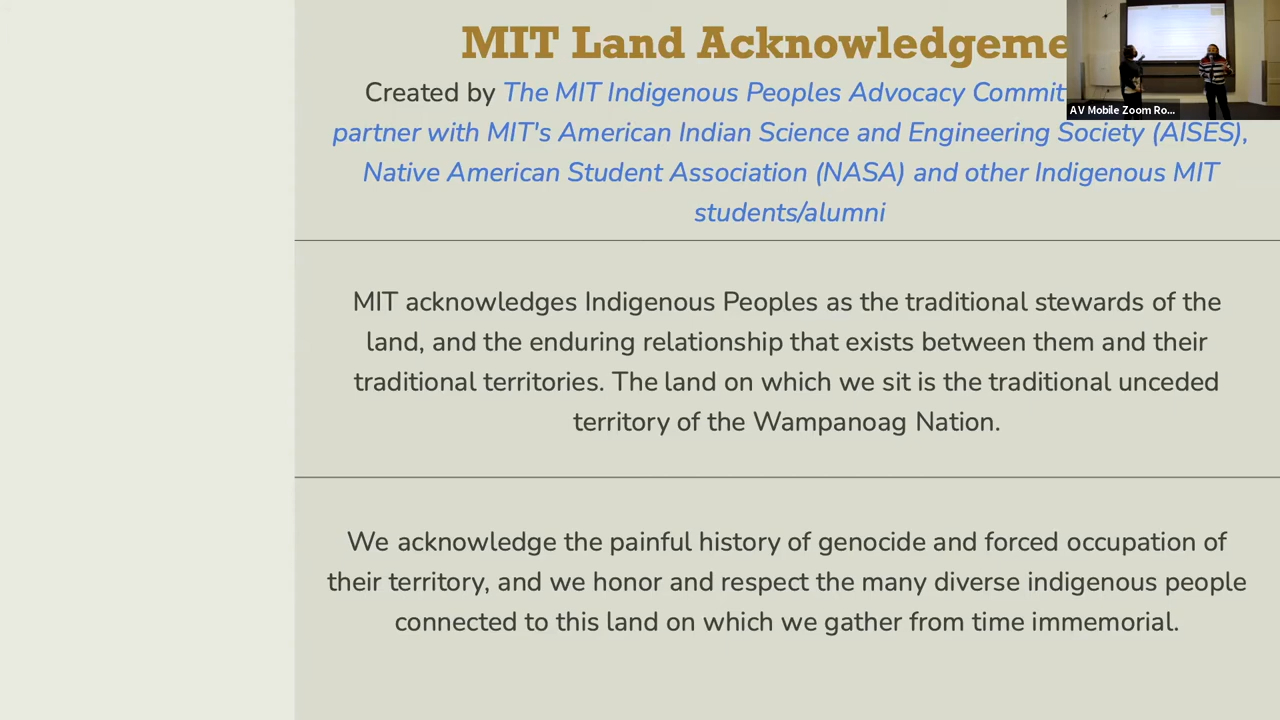 MIT Land Acknowledgeme
Created by The MIT Indigenous Peoples Advocacy Commit
partner with MIT's American Indian Science and Engineering Society (AISES),
Native American Student Association (NASA) and other Indigenous MIT
students/alumni
AV Mobile Zoom Ro...
MIT acknowledges Indigenous Peoples as the traditional stewards of the
land, and the enduring relationship that exists between them and their
traditional territories. The land on which we sit is the traditional unceded
territory of the Wampanoag Nation.
We acknowledge the painful history of genocide and forced occupation of
their territory, and we honor and respect the many diverse indigenous people
connected to this land on which we gather from time immemorial.